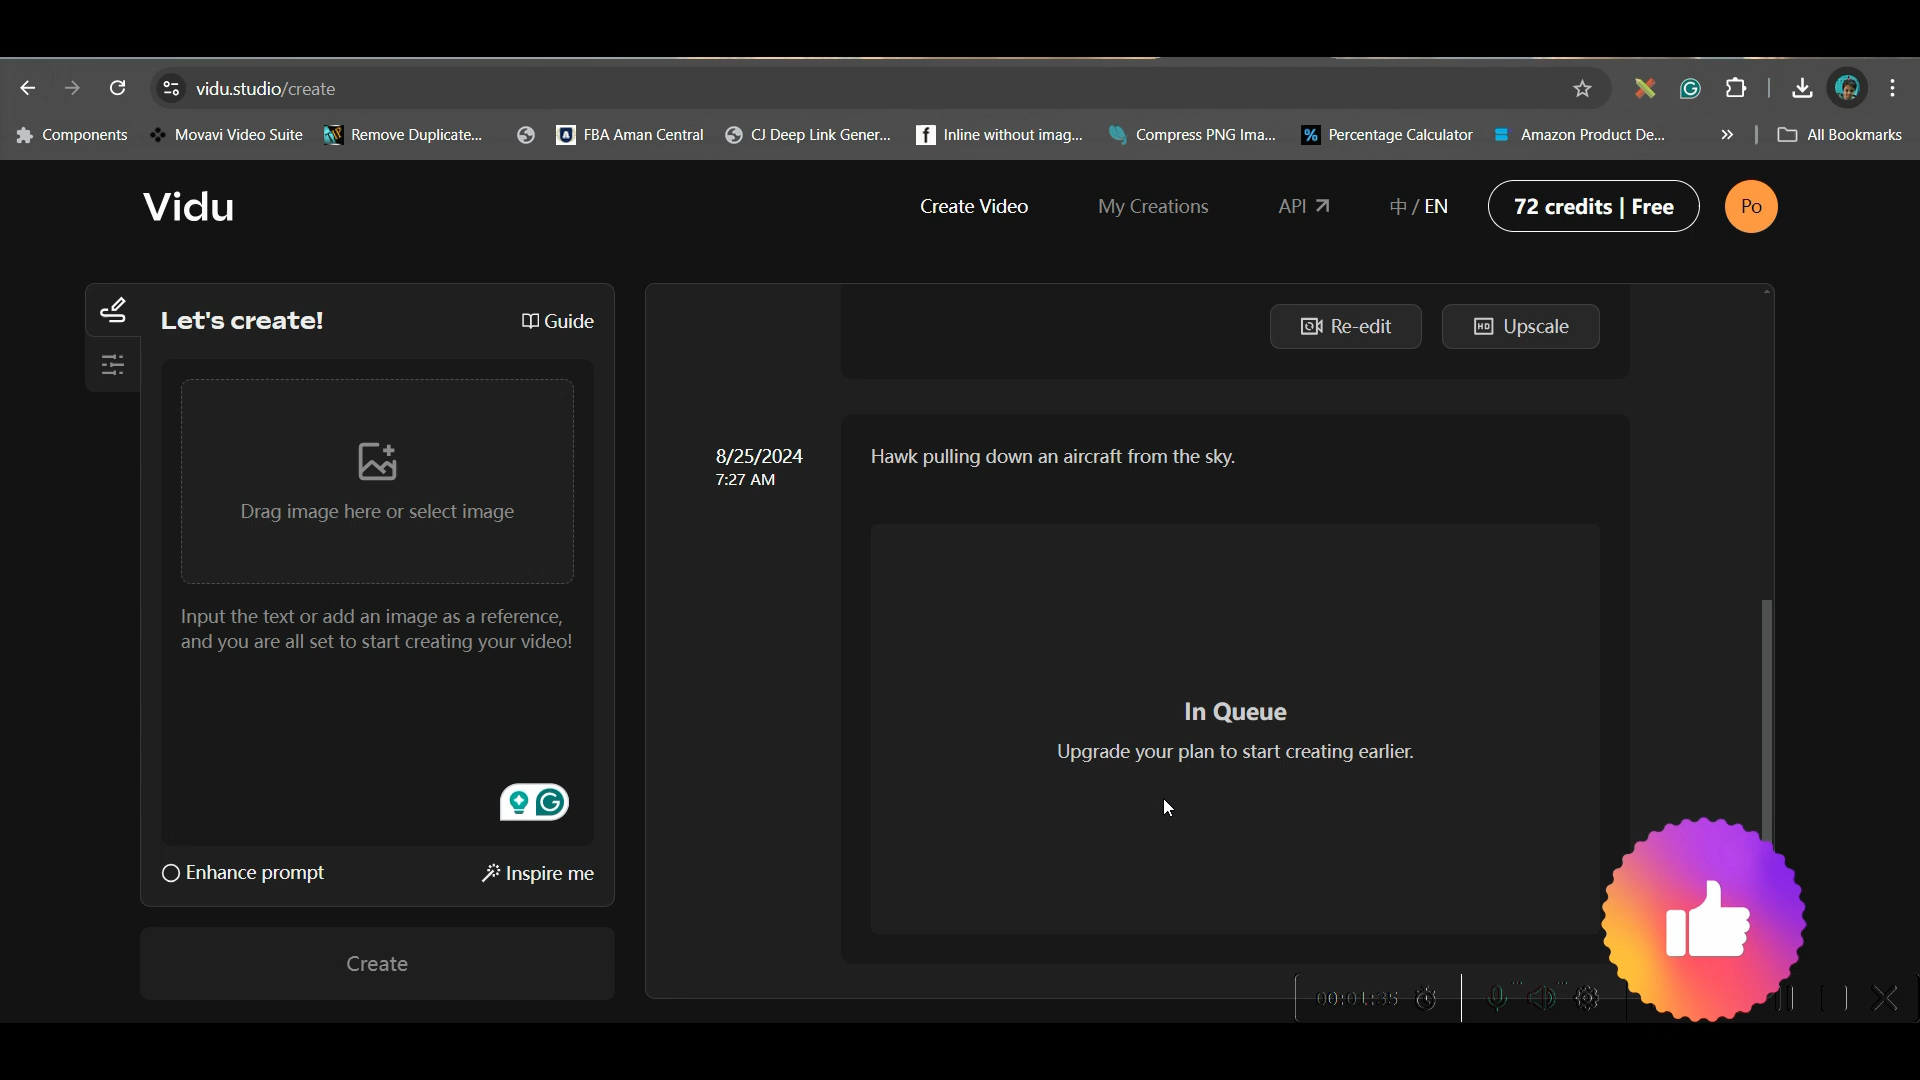 vidu.studio/create
Components
Movavi Video Suite
Remove Duplicate...
FBA Aman Central
CJ Deep Link Gener...
Inline without imag...
Compress PNG Ima...
Percentage Calculator
Amazon Product De...
All Bookmarks
Vidu
Create Video
My Creations
API
中 / EN
72 credits | Free
Po
Let's create!
Guide
Re-edit
HD Upscale
8/25/2024
7:27 AM
Hawk pulling down an aircraft from the sky.
Drag image here or select image
Input the text or add an image as a reference,
and you are all set to start creating your video!
In Queue
Upgrade your plan to start creating earlier.
Enhance prompt
Inspire me
Create
00:01:35